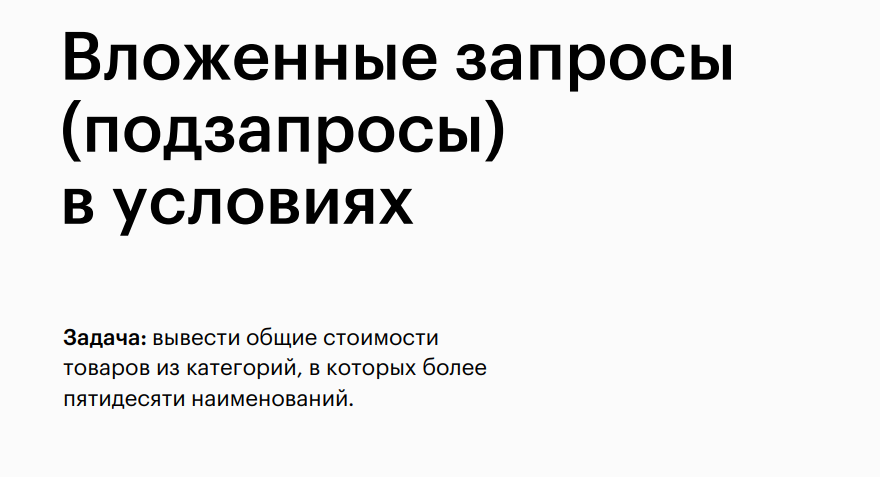 Вложенные запросы
(подзапросы)
в условиях
Задача: вывести общие стоимости
товаров из категорий, в которых более
пятидесяти наименований.